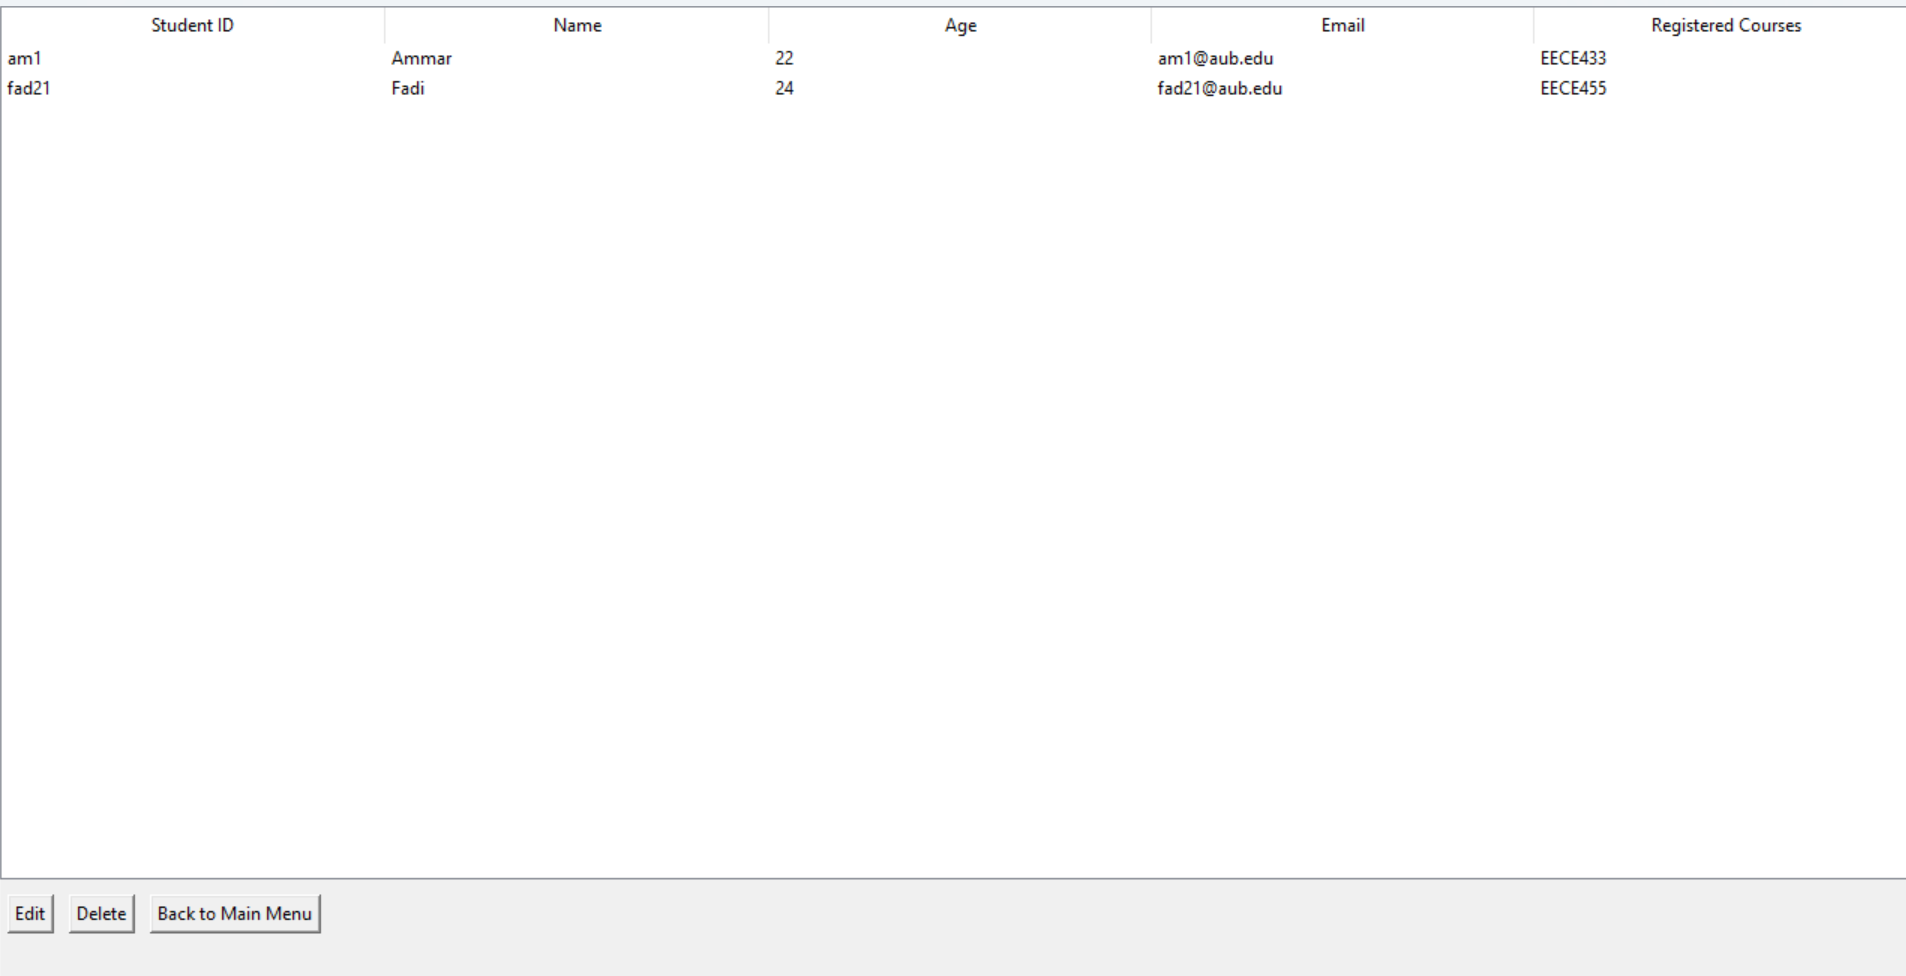 Student ID Name Age Email Registered Courses
am1 Ammar 22 am1@aub.edu EECE433
fad21 Fadi 24 fad21@aub.edu EECE455
Edit Delete Back to Main Menu